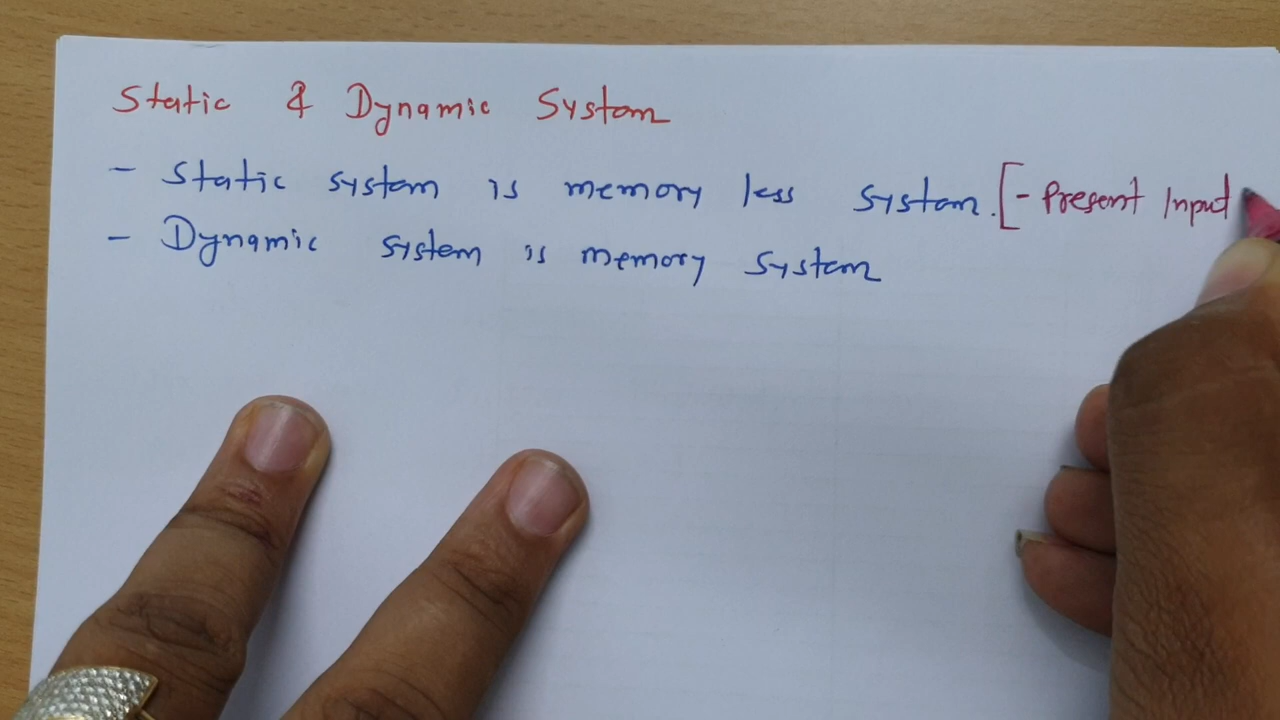 Static & Dynamic System
- Static system is memory less system. [- Present Input
- Dynamic system is memory system